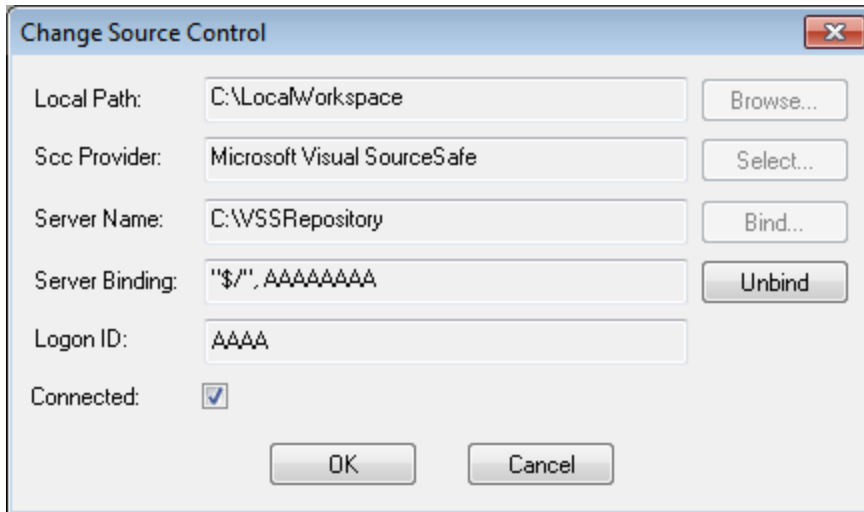 Change Source Control
Local Path: C:\LocalWorkspace Browse...
Scc Provider: Microsoft Visual SourceSafe Select...
Server Name: C:\VSSRepository Bind...
Server Binding: "$/", AAAAAAAA Unbind
Logon ID: AAAA
Connected:
OK Cancel